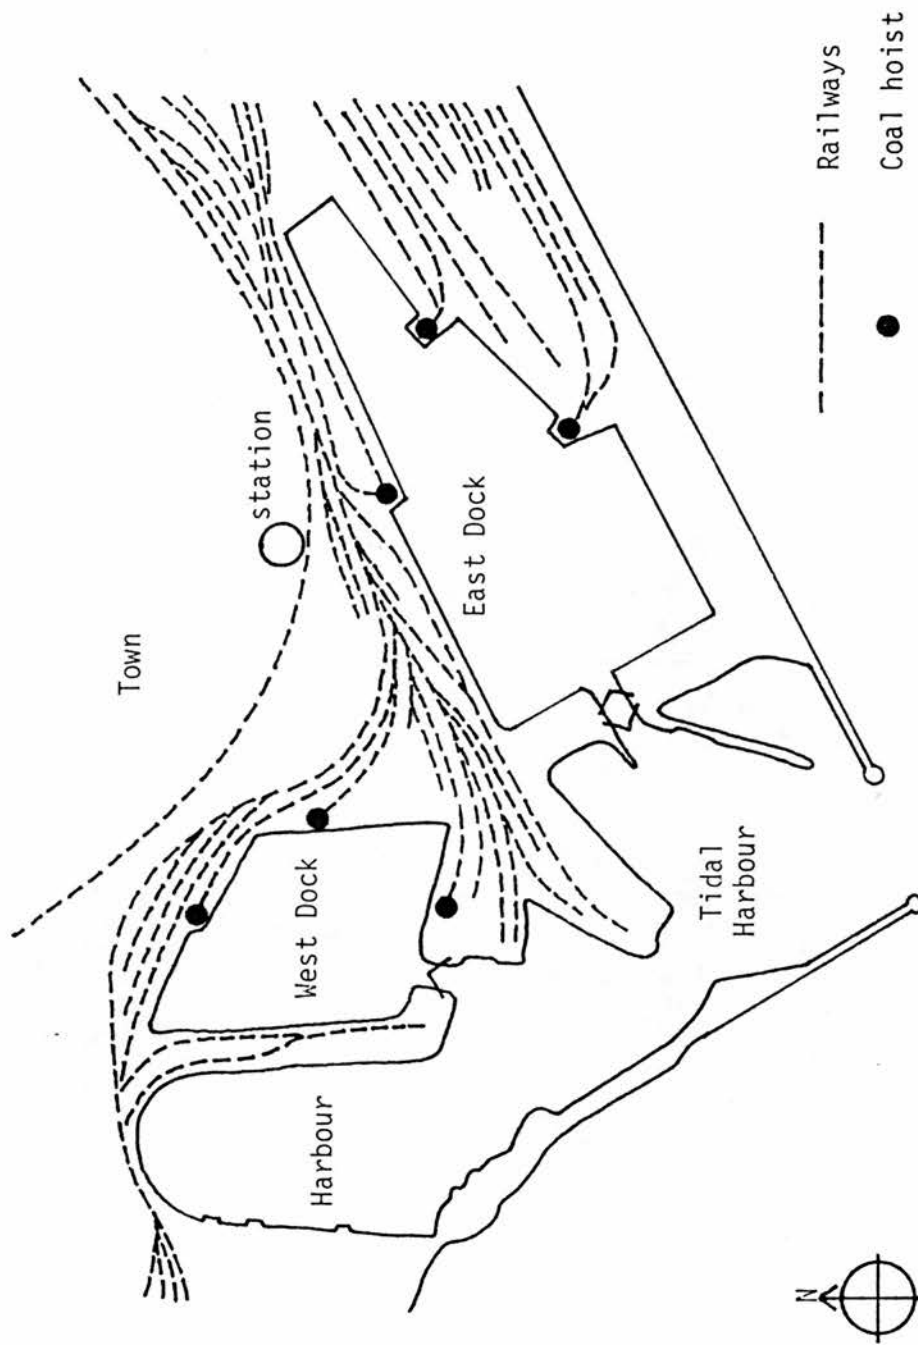 Town
station
West Dock
East Dock
Harbour
Tidal
Harbour
N
Railways
Coal hoist